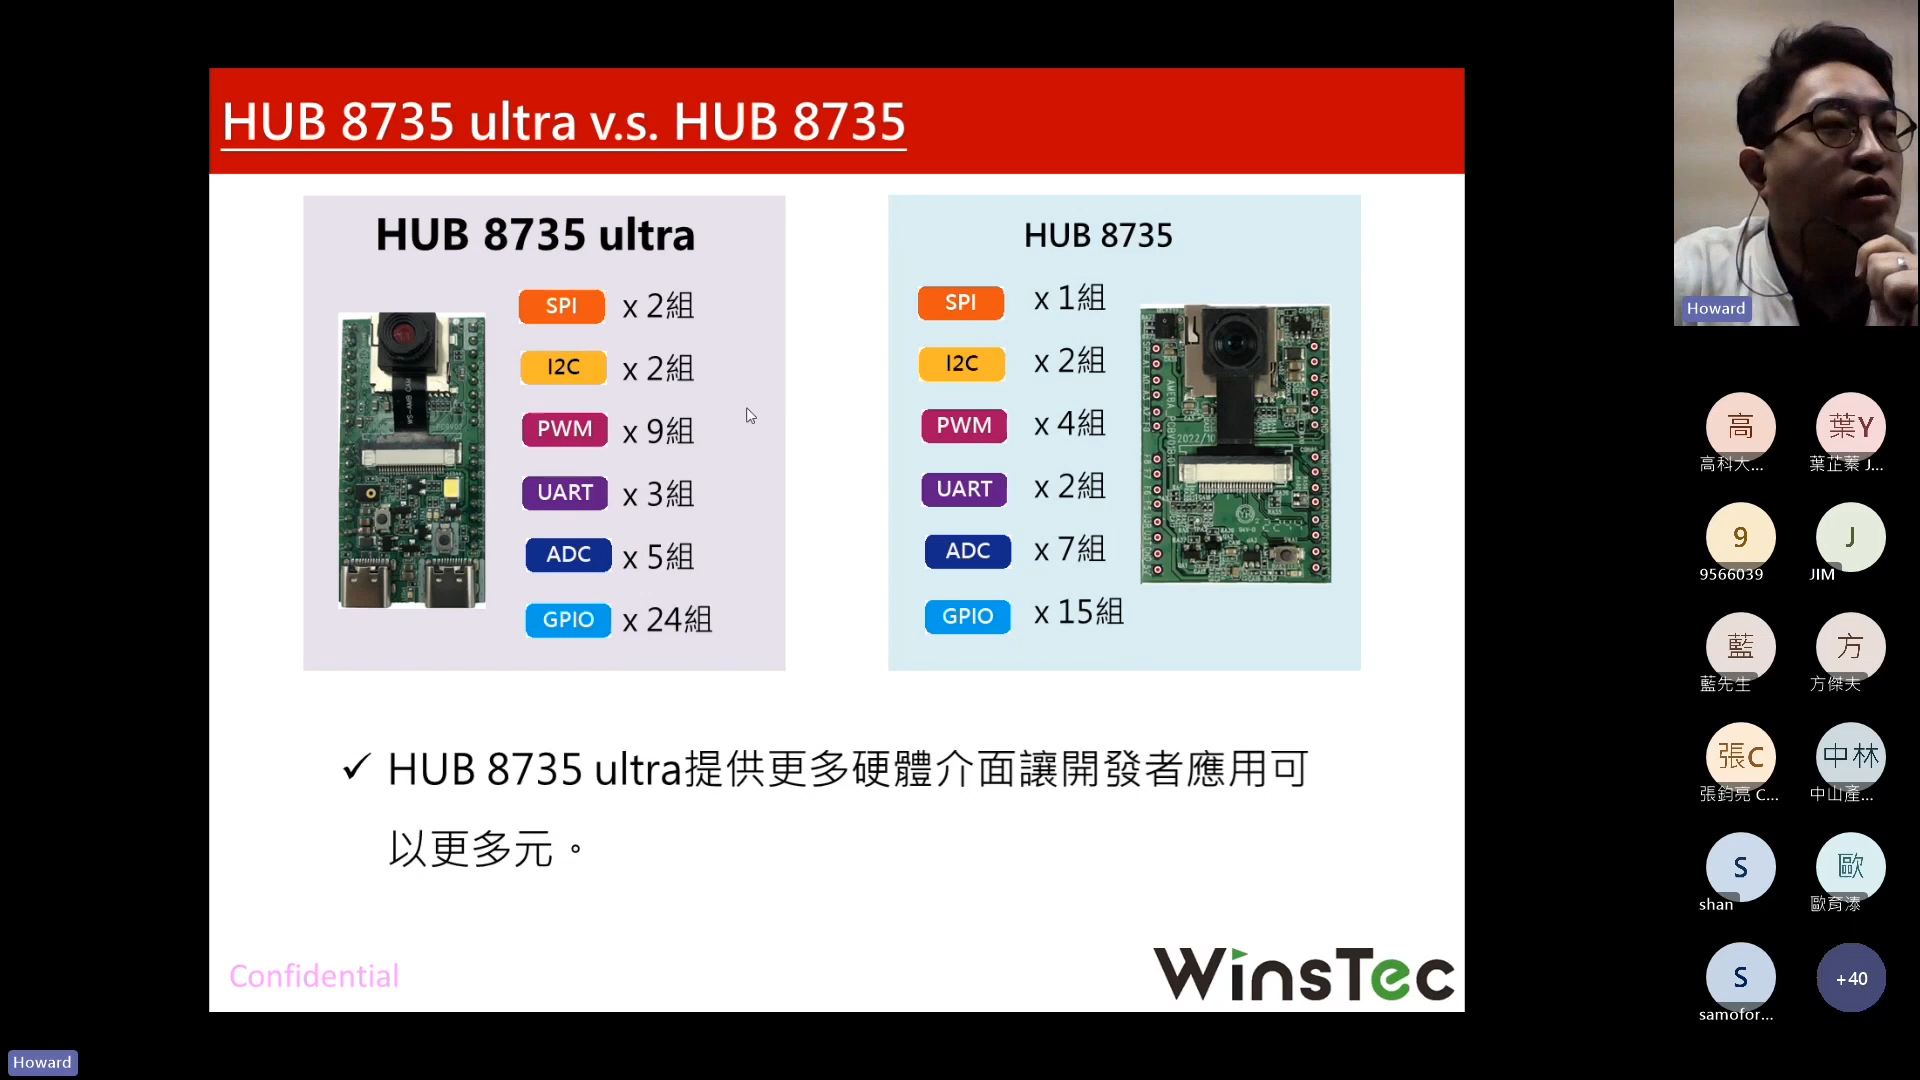 HUB 8735 ultra v.s. HUB 8735
HUB 8735 ultra
SPI x 2組
I2C x 2組
PWM x 9組
UART x 3組
ADC x 5組
GPIO x 24組
HUB 8735
SPI x 1組
I2C x 2組
PWM x 4組
UART x 2組
ADC x 7組
GPIO x 15組
✓ HUB 8735 ultra提供更多硬體介面讓開發者應用可
以更多元。
Confidential
WinsTec
Howard
高
高科大...
葉Y
葉芷蓁 J...
9
9566039
J
JIM
藍
藍先生
方
方傑夫
張C
張鈞亮 C...
中林
中山產...
S
shan
歐
歐育溱
S
samofor...
+40
Howard